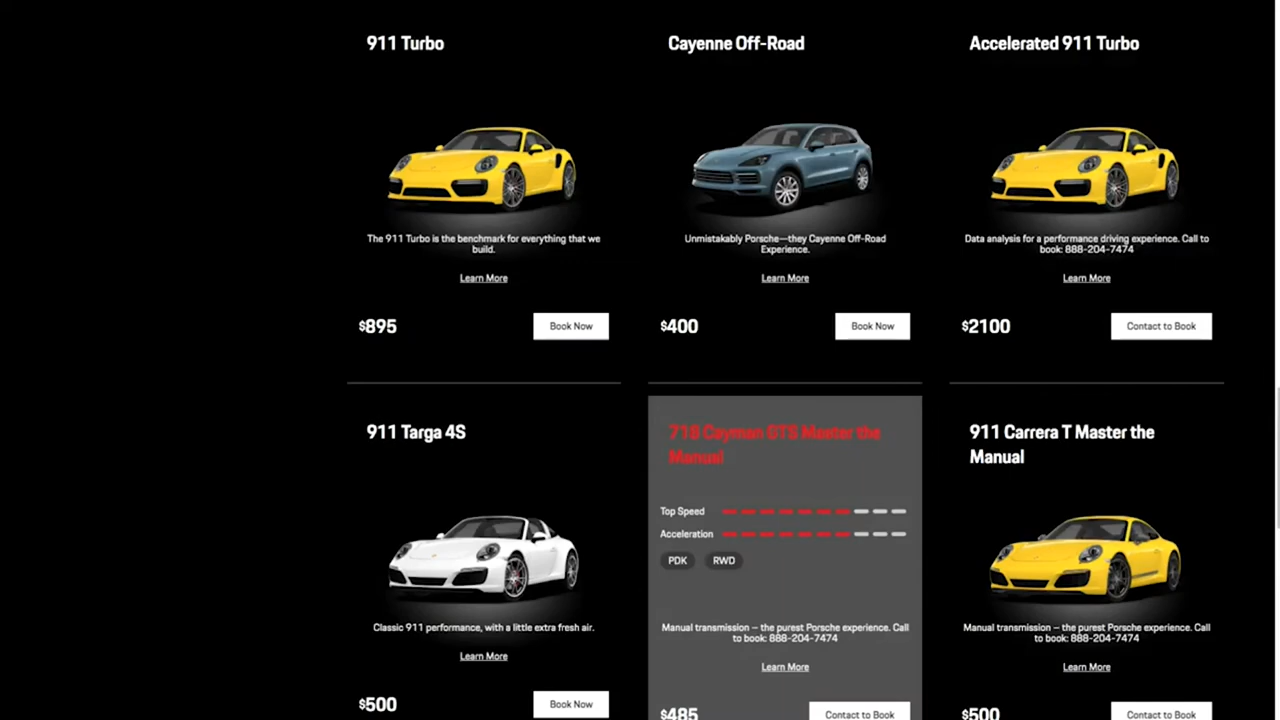 911 Turbo
Cayenne Off-Road
Accelerated 911 Turbo
The 911 Turbo is the benchmark for everything that we
build.
Unmistakably Porsche—they Cayenne Off-Road
Experience.
Data analysis for a performance driving experience. Call to
book: 888-204-7474
Learn More
Learn More
Learn More
$895
Book Now
$400
Book Now
$2100
Contact to Book
911 Targa 4S
718 Cayman GTS Master the
Manual
911 Carrera T Master the
Manual
Top Speed
Acceleration
PDK
RWD
Classic 911 performance, with a little extra fresh air.
Manual transmission – the purest Porsche experience. Call
to book: 888-204-7474
Manual transmission – the purest Porsche experience. Call
to book: 888-204-7474
Learn More
Learn More
Learn More
$500
Book Now
$485
Contact to Book
$500
Contact to Book